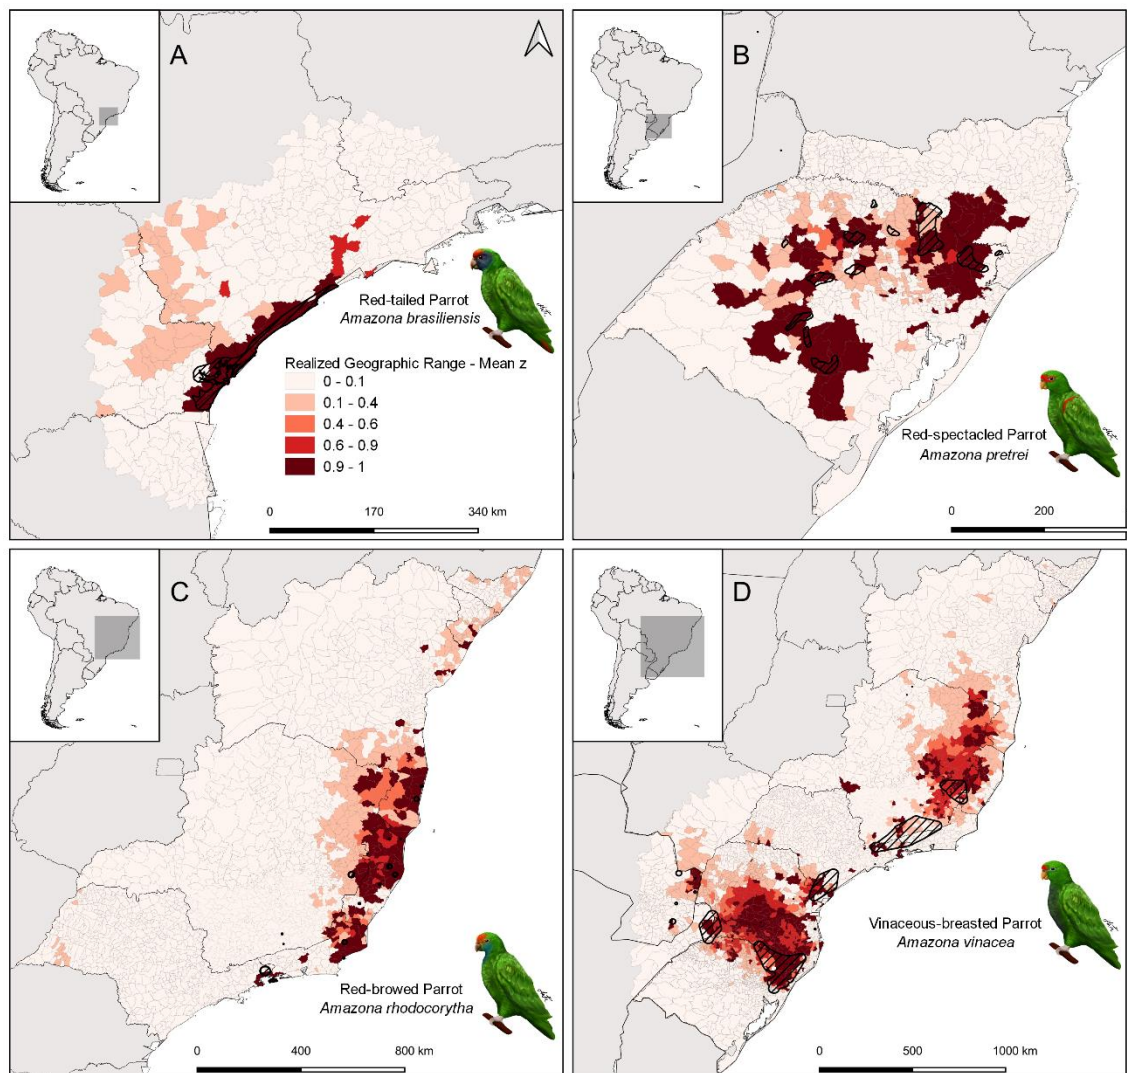 A
Red-tailed Parrot
Amazona brasiliensis
Realized Geographic Range - Mean z
0 - 0.1
0.1 - 0.4
0.4 - 0.6
0.6 - 0.9
0.9 - 1
0 170 340 km
B
Red-spectacled Parrot
Amazona pretrei
0 200
C
Red-browed Parrot
Amazona rhodocorytha
0 400 800 km
D
Vinaceous-breasted Parrot
Amazona vinacea
0 500 1000 km